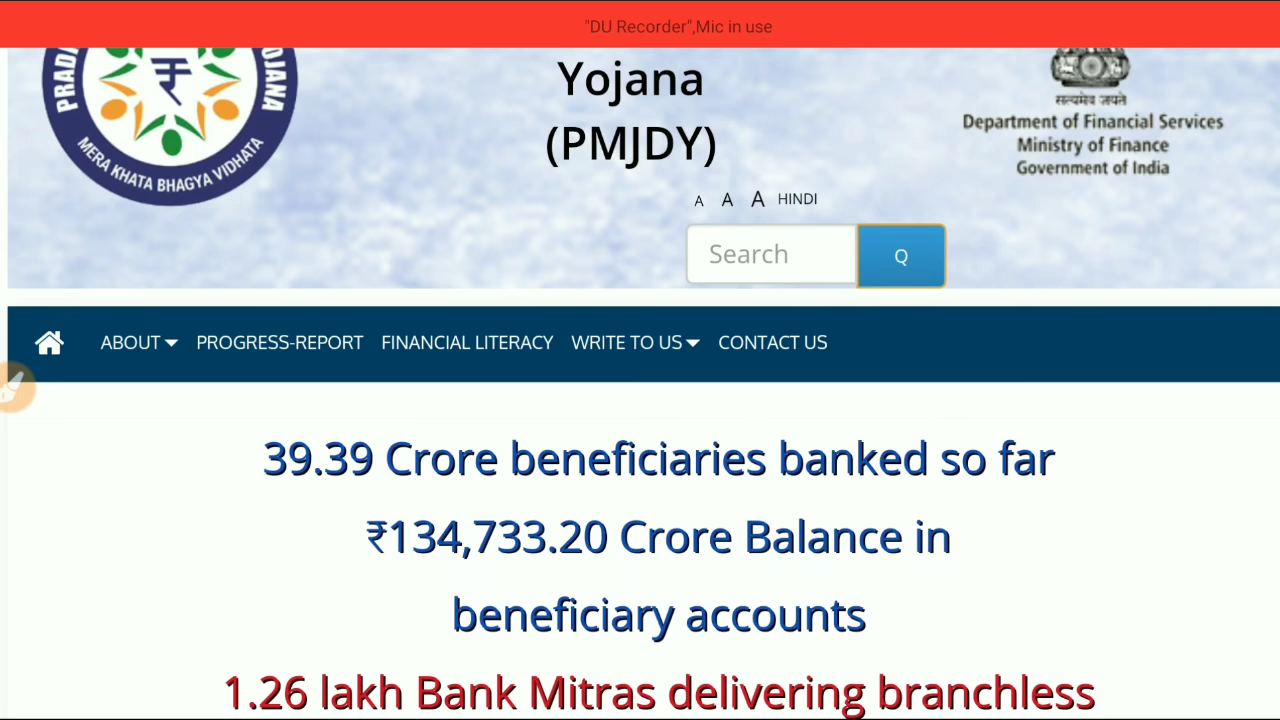 "DU Recorder",Mic in use
PRADH
OJANA
MERA KHATA BHAGYA VIDHATA
Yojana
(PMJDY)
सत्यमेव जयते
Department of Financial Services
Ministry of Finance
Government of India
A A A HINDI
Search Q
ABOUT PROGRESS-REPORT FINANCIAL LITERACY WRITE TO US CONTACT US
39.39 Crore beneficiaries banked so far
₹134,733.20 Crore Balance in
beneficiary accounts
1.26 lakh Bank Mitras delivering branchless